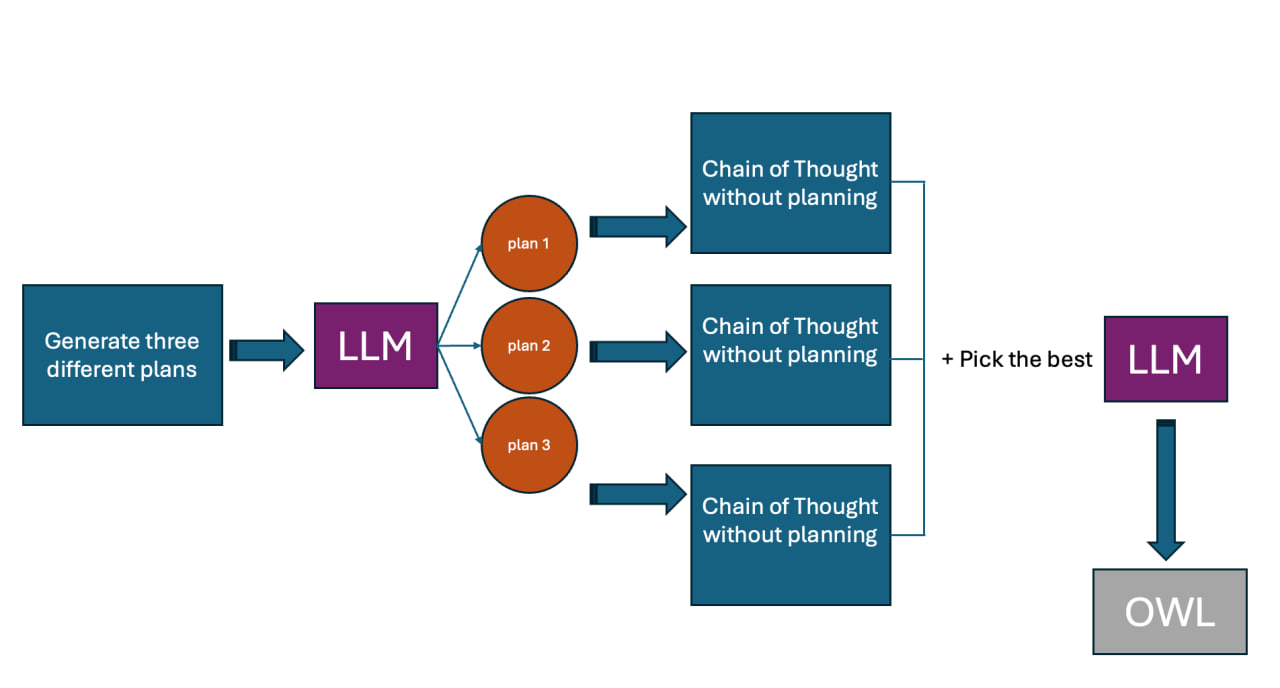 Generate three
different plans
LLM
plan 1
plan 2
plan 3
Chain of Thought
without planning
Chain of Thought
without planning
Chain of Thought
without planning
+ Pick the best
LLM
OWL